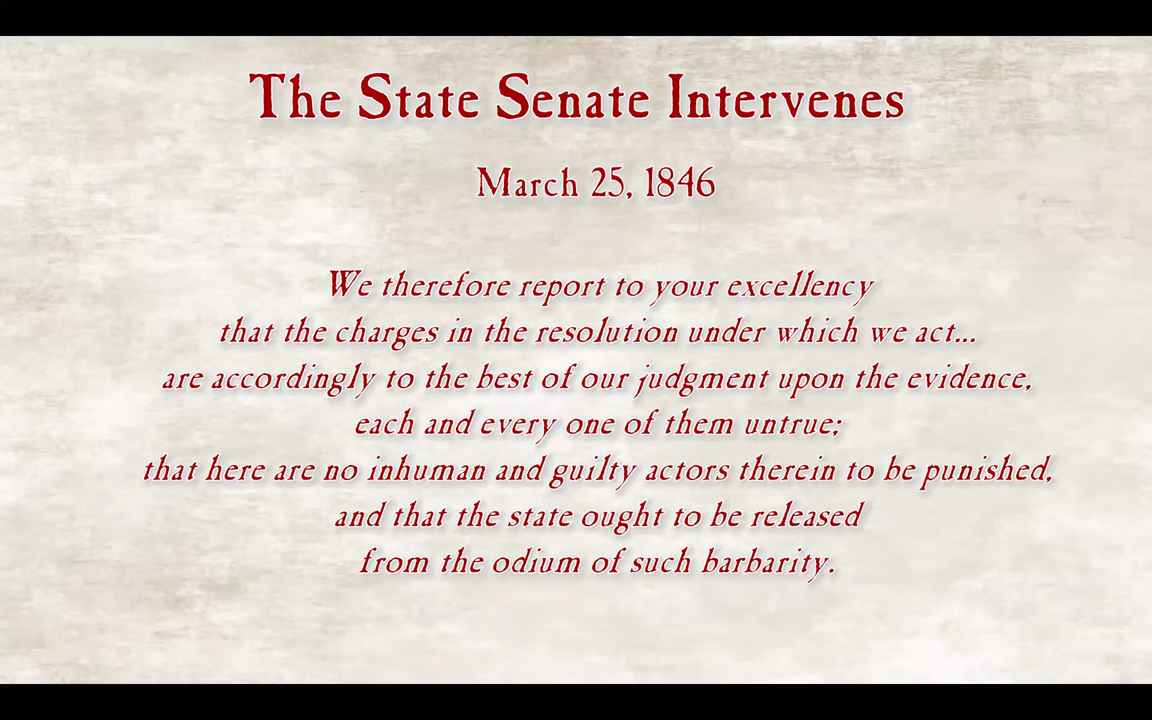 The State Senate Intervenes
March 25, 1846
We therefore report to your excellency
that the charges in the resolution under which we act...
are accordingly to the best of our judgment upon the evidence,
each and every one of them untrue;
that here are no inhuman and guilty actors therein to be punished,
and that the state ought to be released
from the odium of such barbarity.